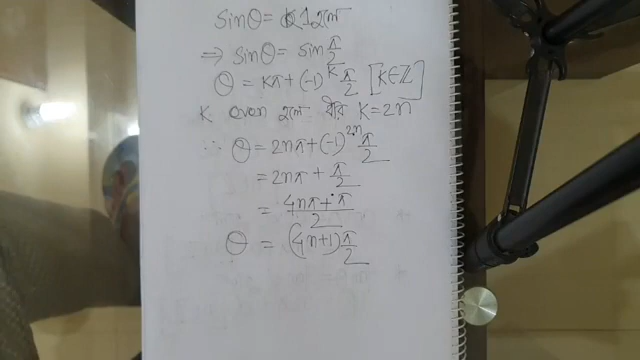 sinθ = 1 হলে
⇒ sinθ = sin π/2
θ = Kπ + (-1)^K π/2 [K∈ℤ]
K even হলে ধরি K = 2n
∴ θ = 2nπ + (-1)^2n π/2
= 2nπ + π/2
= (4nπ + π)/2
θ = (4n+1) π/2